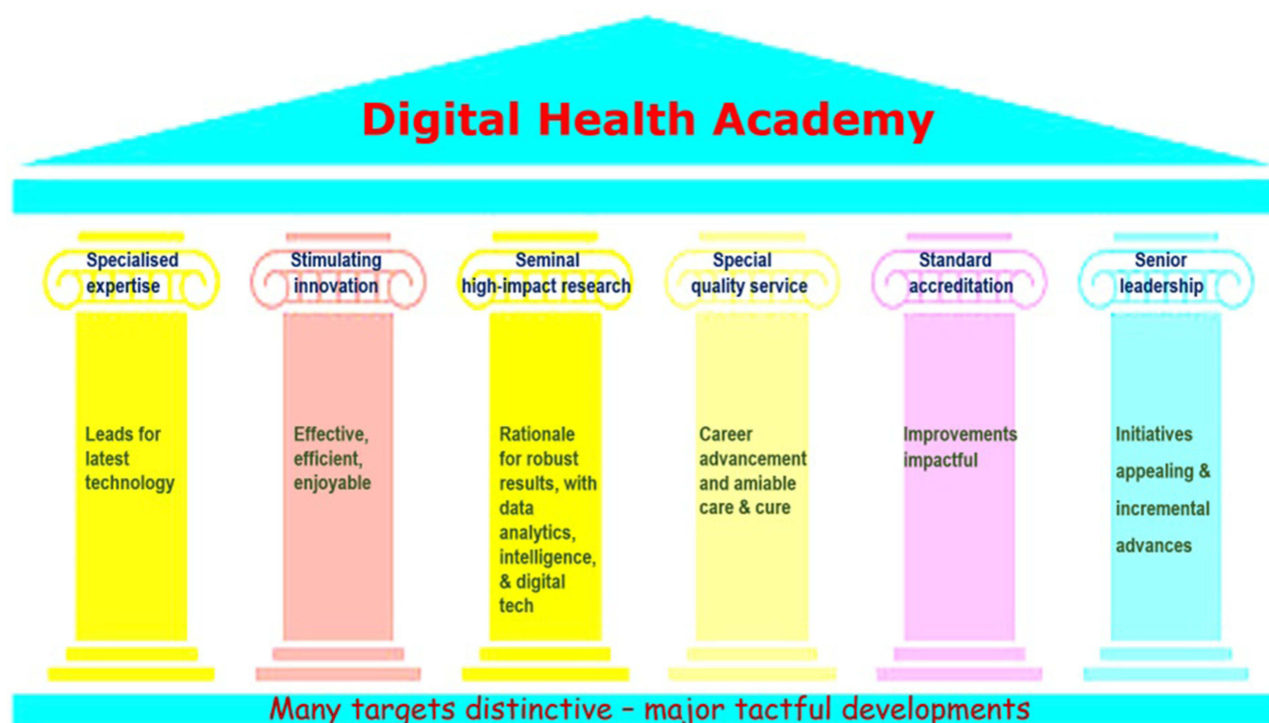 Digital Health Academy
Specialised
expertise
Stimulating
innovation
Seminal
high-impact research
Special
quality service
Standard
accreditation
Senior
leadership
Leads for
latest
technology
Effective,
efficient,
enjoyable
Rationale
for robust
results, with
data
analytics,
intelligence,
& digital
tech
Career
advancement
and amiable
care & cure
Improvements
impactful
Initiatives
appealing &
incremental
advances
Many targets distinctive – major tactful developments